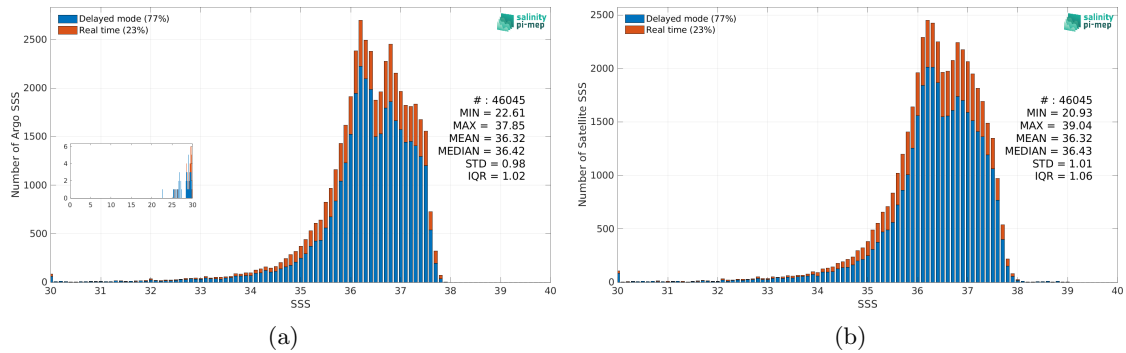 Delayed mode (77%)
Real time (23%)
salinity
pi-mep
# : 46045
MIN = 22.61
MAX = 37.85
MEAN = 36.32
MEDIAN = 36.42
STD = 0.98
IQR = 1.02
Number of Argo SSS
2500
2000
1500
1000
500
0
6
4
2
0
0 5 10 15 20 25 30
30 31 32 33 34 35 36 37 38 39 40
SSS
(a)
Delayed mode (77%)
Real time (23%)
salinity
pi-mep
# : 46045
MIN = 20.93
MAX = 39.04
MEAN = 36.32
MEDIAN = 36.43
STD = 1.01
IQR = 1.06
Number of Satellite SSS
2500
2000
1500
1000
500
0
30 31 32 33 34 35 36 37 38 39 40
SSS
(b)